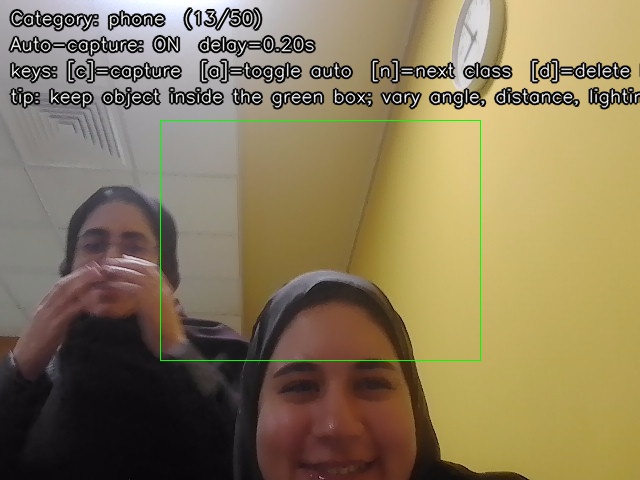 Category: phone (13/50)
Auto-capture: ON delay=0.20s
keys: [c]=capture [a]=toggle auto [n]=next class [d]=delete
tip: keep object inside the green box; vary angle, distance, lightin